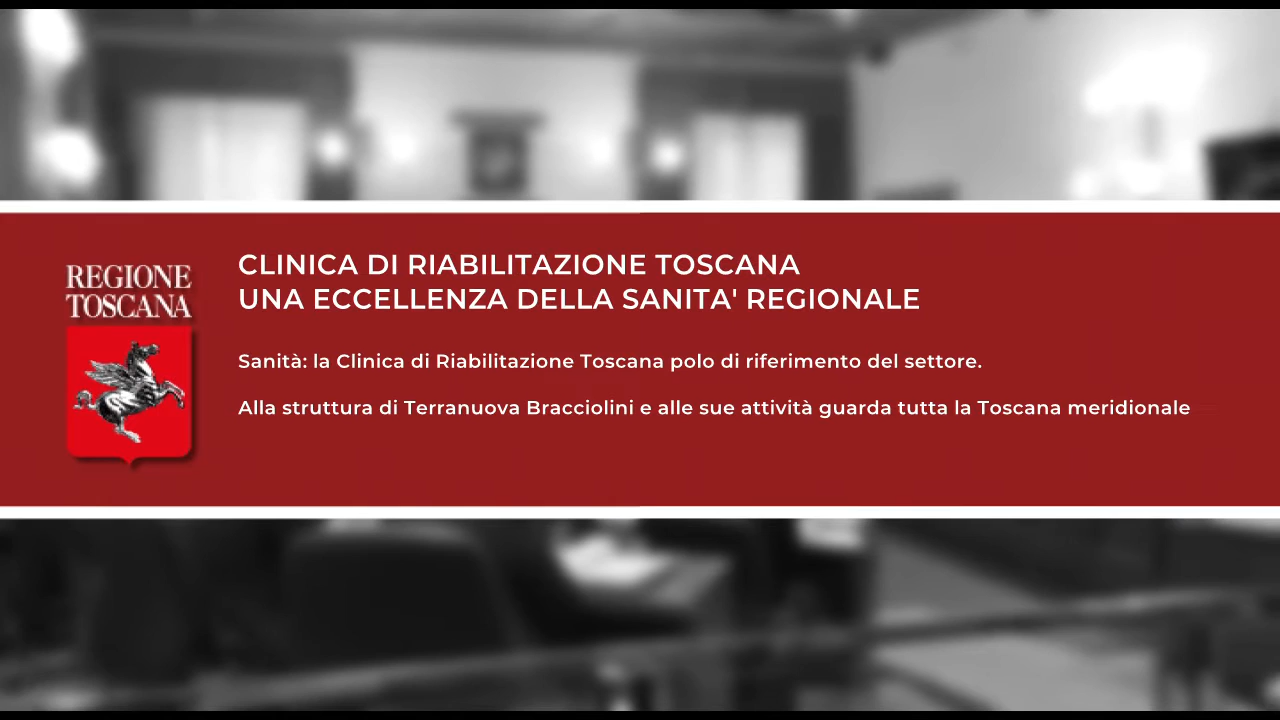 REGIONE
TOSCANA
CLINICA DI RIABILITAZIONE TOSCANA
UNA ECCELLENZA DELLA SANITA' REGIONALE
Sanità: la Clinica di Riabilitazione Toscana polo di riferimento del settore.
Alla struttura di Terranuova Bracciolini e alle sue attività guarda tutta la Toscana meridionale